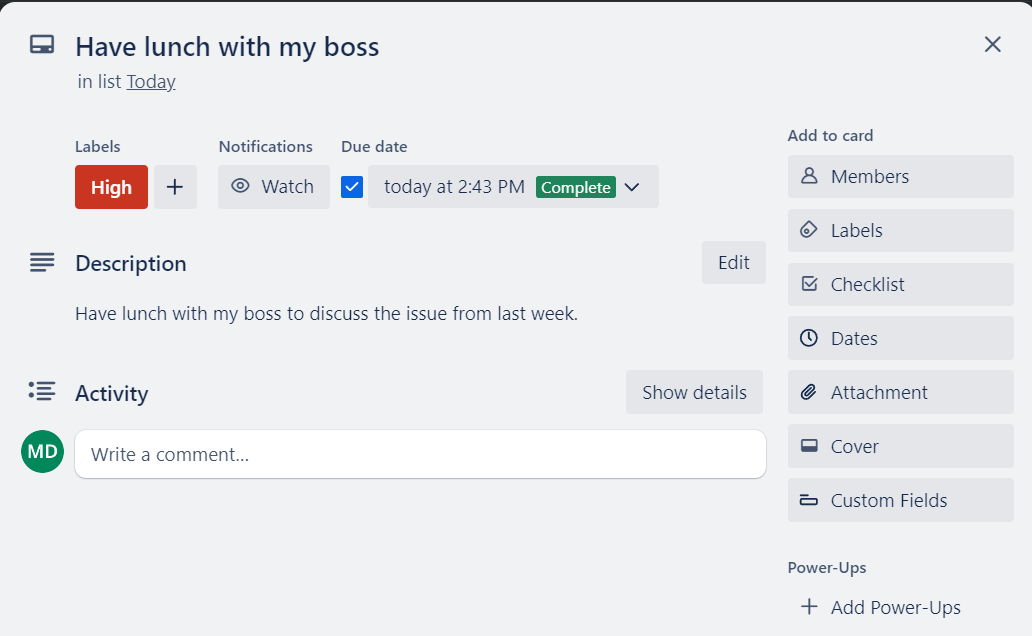 Have lunch with my boss
in list Today
Labels
Notifications
Due date
High
Watch
today at 2:43 PM Complete
Description
Edit
Have lunch with my boss to discuss the issue from last week.
Activity
Show details
MD
Write a comment...
Add to card
Members
Labels
Checklist
Dates
Attachment
Cover
Custom Fields
Power-Ups
Add Power-Ups